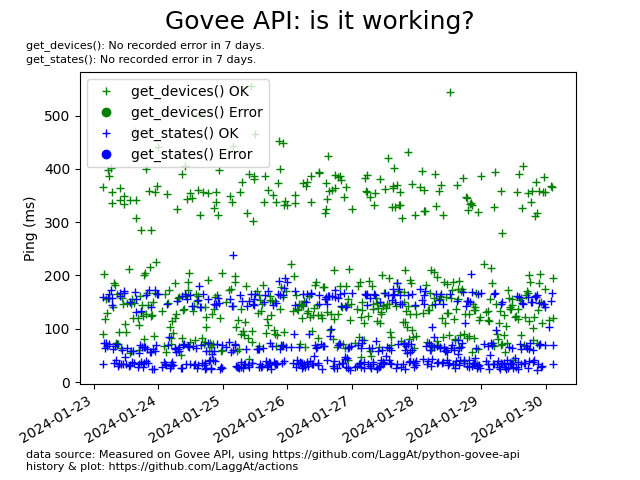 Govee API: is it working?
get_devices(): No recorded error in 7 days.
get_states(): No recorded error in 7 days.
get_devices() OK
get_devices() Error
get_states() OK
get_states() Error
Ping (ms)
500
400
300
200
100
0
2024-01-23
2024-01-24
2024-01-25
2024-01-26
2024-01-27
2024-01-28
2024-01-29
2024-01-30
data source: Measured on Govee API, using https://github.com/LaggAt/python-govee-api
history & plot: https://github.com/LaggAt/actions